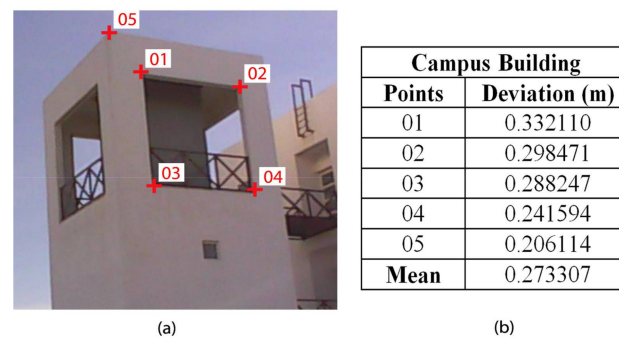 05
01
02
03
04
(a)
Campus Building
Points Deviation (m)
01 0.332110
02 0.298471
03 0.288247
04 0.241594
05 0.206114
Mean 0.273307
(b)